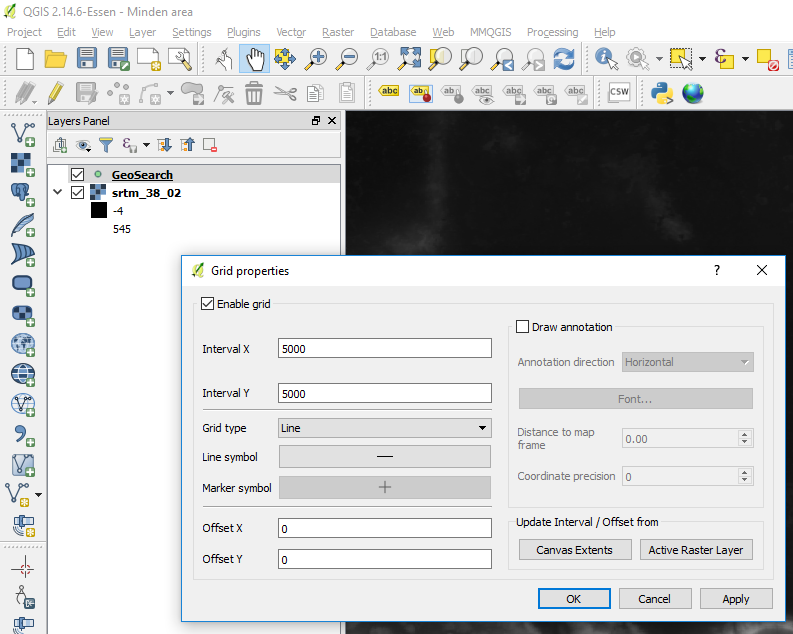 QGIS 2.14.6-Essen - Minden area
Project Edit View Layer Settings Plugins Vector Raster Database Web MMQGIS Processing Help
1:1
abc abc abc abc abc abc abc CSW
Layers Panel
GeoSearch
srtm_38_02
-4
545
Grid properties
Enable grid
Interval X 5000
Interval Y 5000
Grid type Line
Line symbol
Marker symbol
Offset X 0
Offset Y 0
Draw annotation
Annotation direction Horizontal
Font...
Distance to map
frame 0.00
Coordinate precision 0
Update Interval / Offset from
Canvas Extents Active Raster Layer
OK Cancel Apply